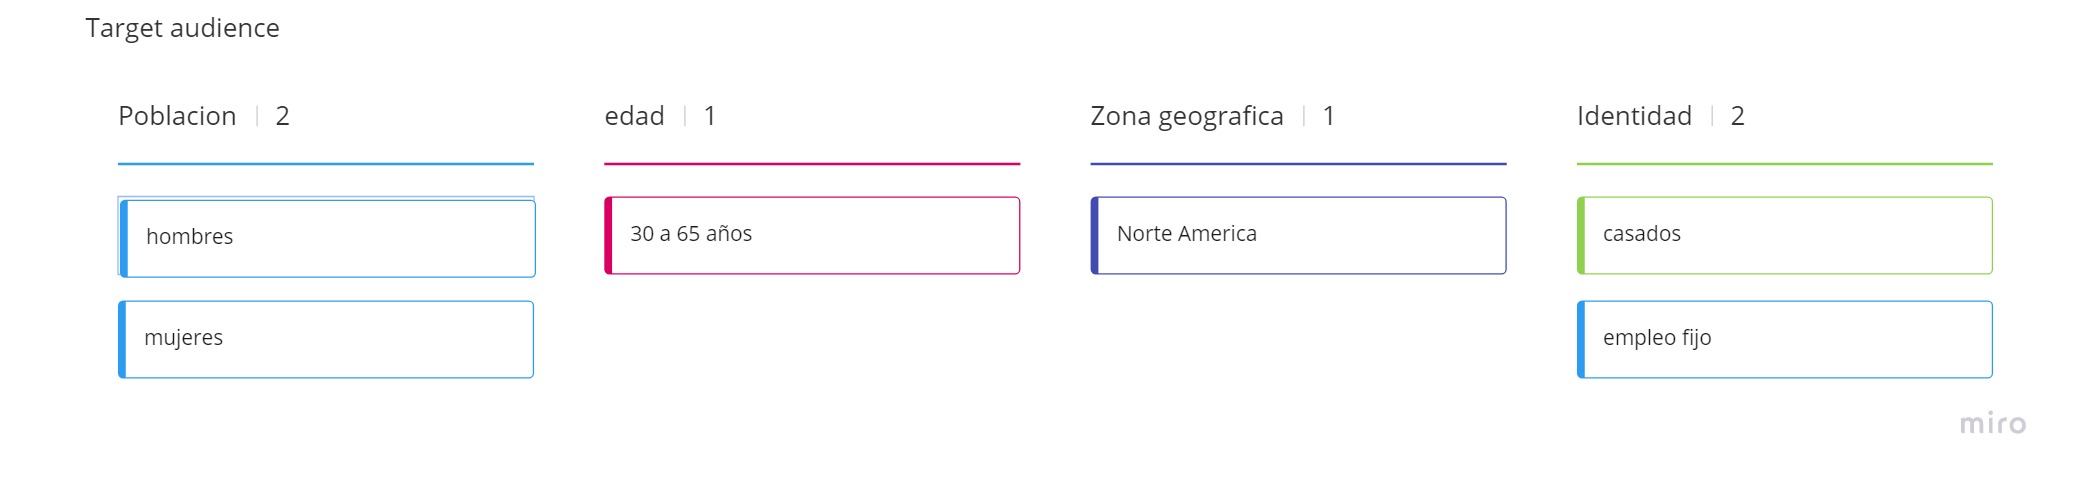 Target audience
Poblacion | 2
edad | 1
Zona geografica | 1
Identidad | 2
hombres
30 a 65 años
Norte America
casados
mujeres
empleo fijo
miro